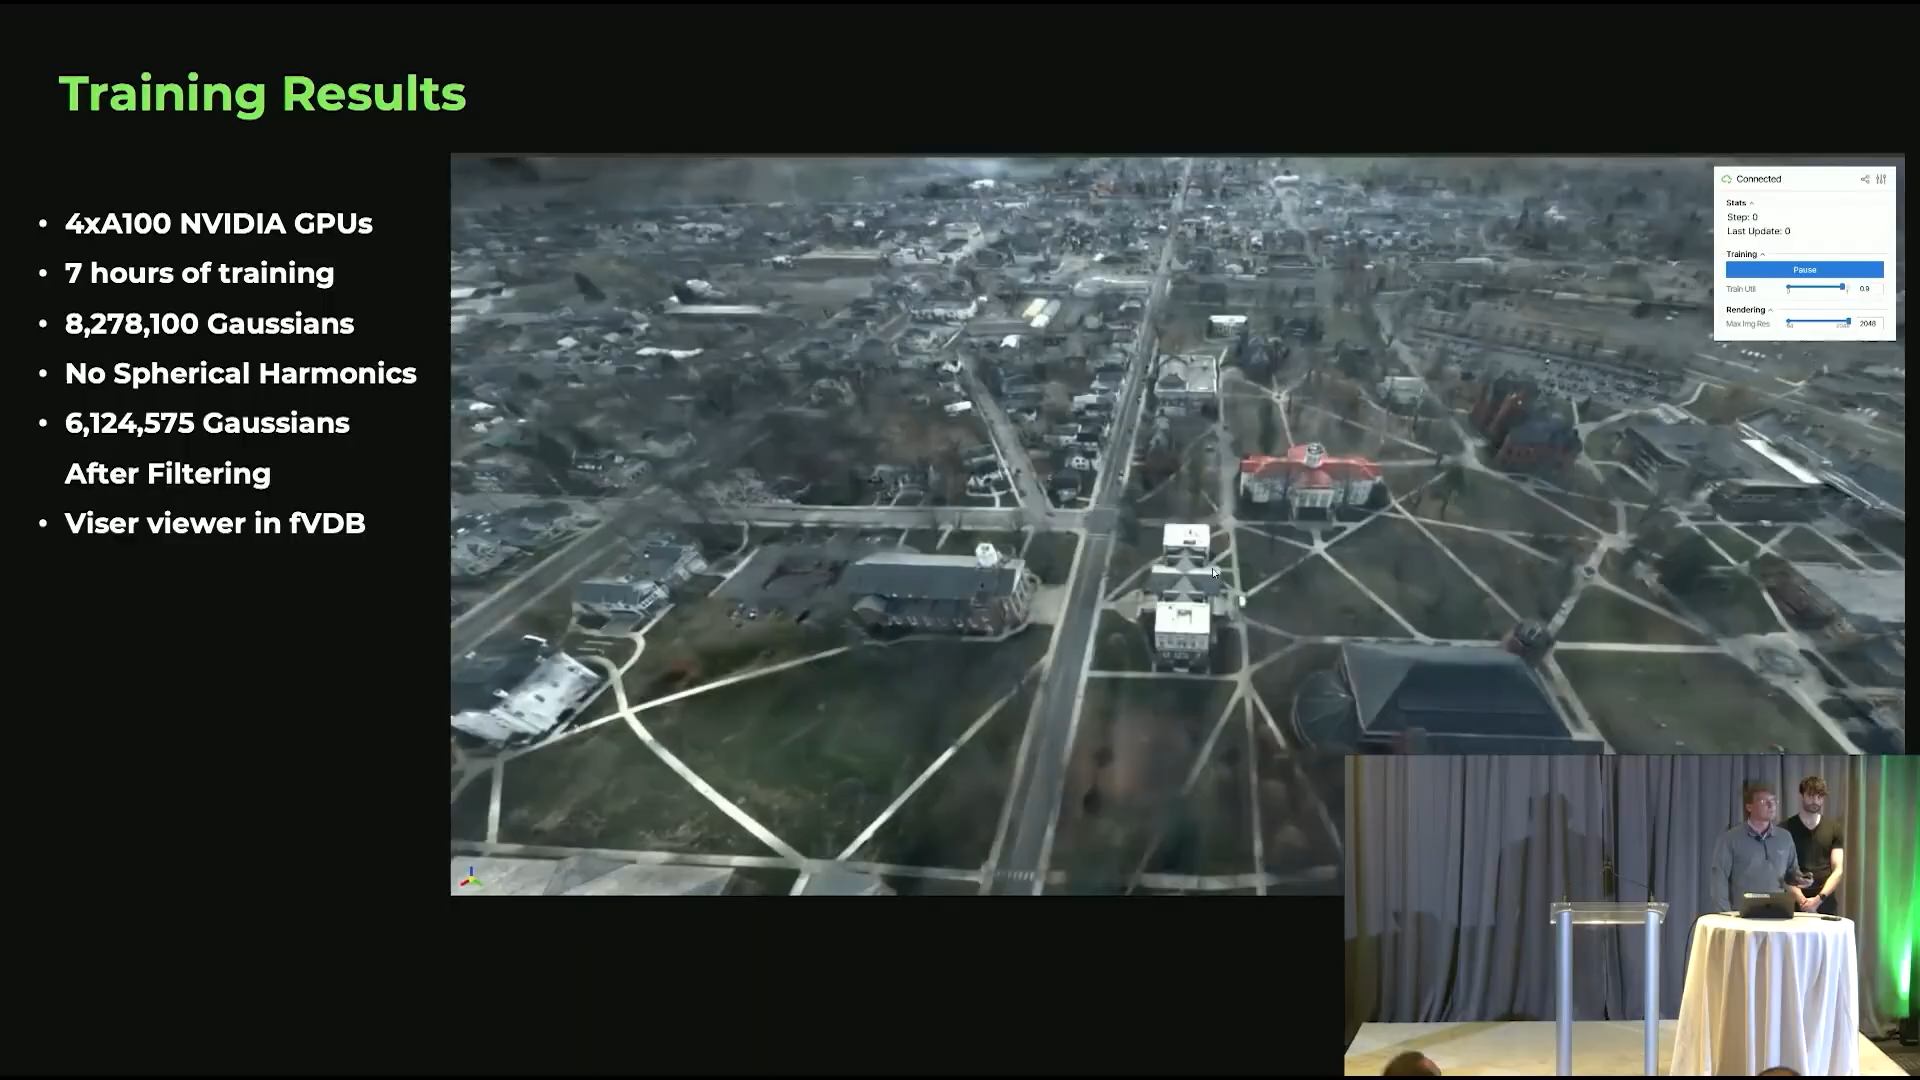 Training Results
• 4xA100 NVIDIA GPUs
• 7 hours of training
• 8,278,100 Gaussians
• No Spherical Harmonics
• 6,124,575 Gaussians
After Filtering
• Viser viewer in fVDB
Connected
Stats
Step: 0
Last Update: 0
Training
Pause
Train Util 0.9
Rendering
Max Img Res 2048